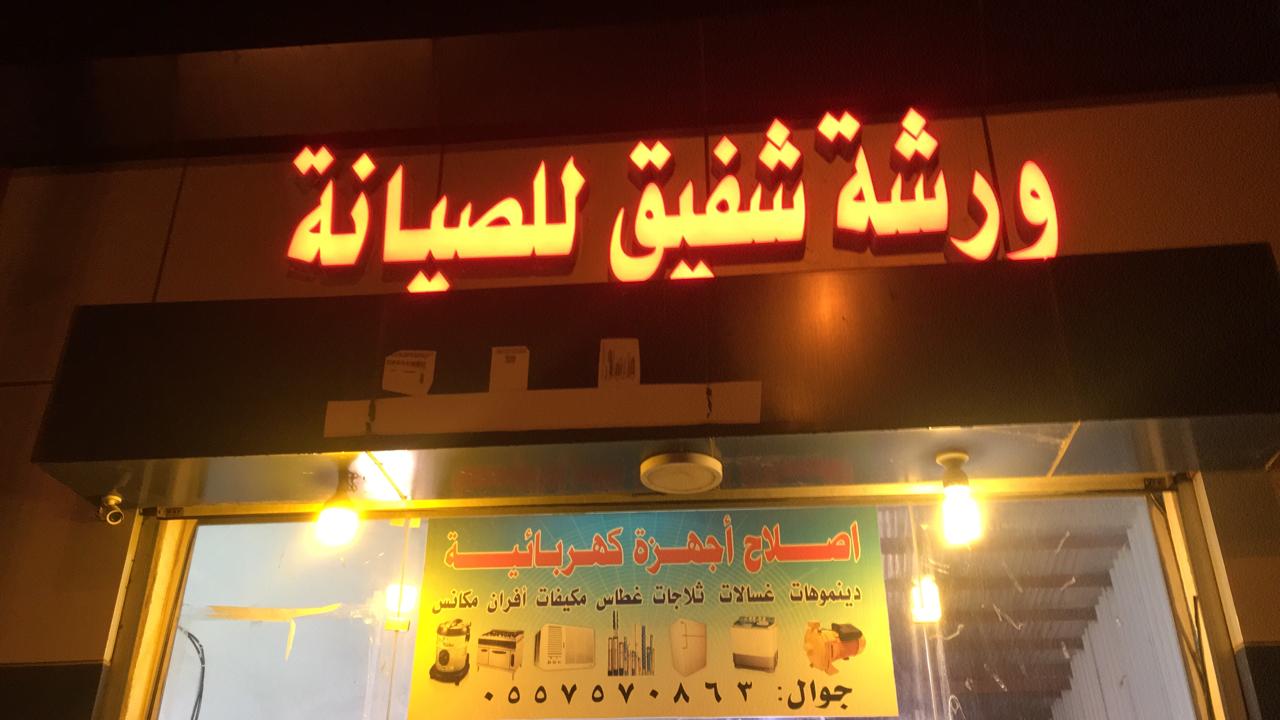 ورشة شفيق للصيانة
اصلاح أجهزة كهربائية
دينموهات غسالات ثلاجات غطاس مكيفات أفران مكانس
جوال: ٠٥٥٧٥٧٠٨٦٣